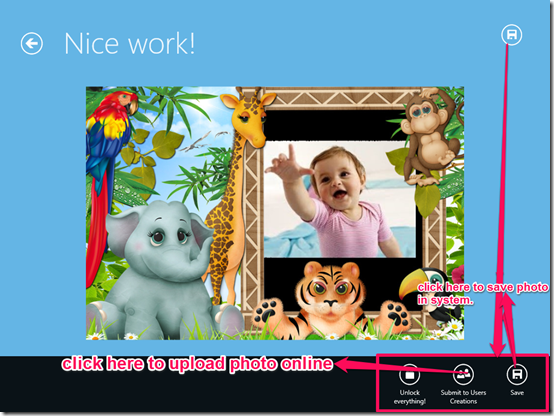 Nice work!
click here to save photo
in system.
click here to upload photo online
Unlock
everything!
Submit to Users
Creations
Save